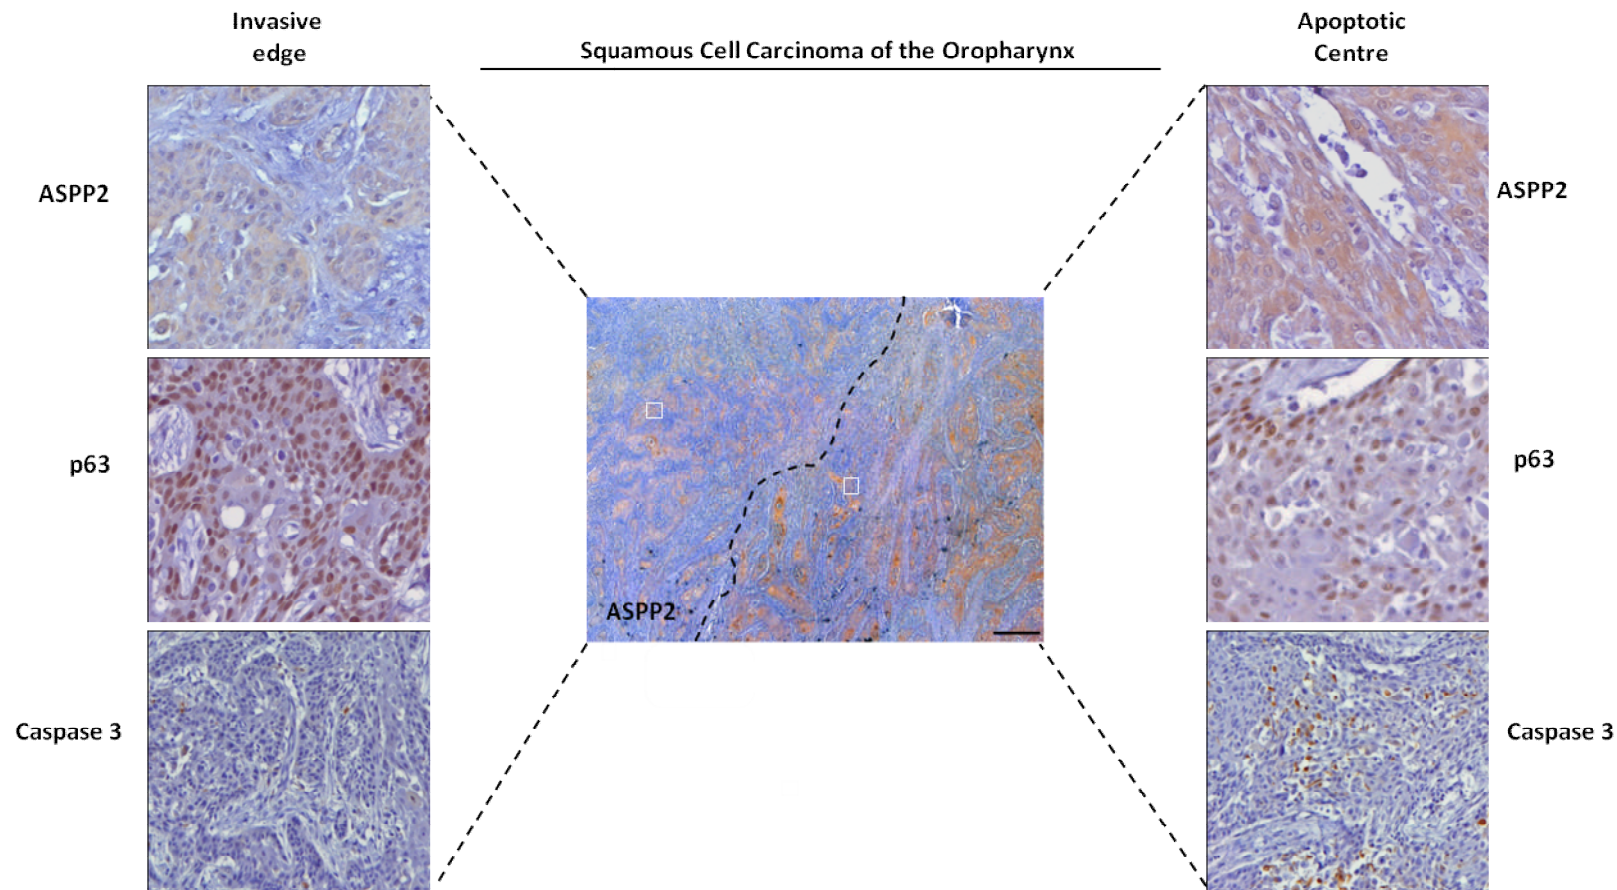 Invasive
edge
Squamous Cell Carcinoma of the Oropharynx
Apoptotic
Centre
ASPP2
ASPP2
p63
p63
ASPP2
Caspase 3
Caspase 3